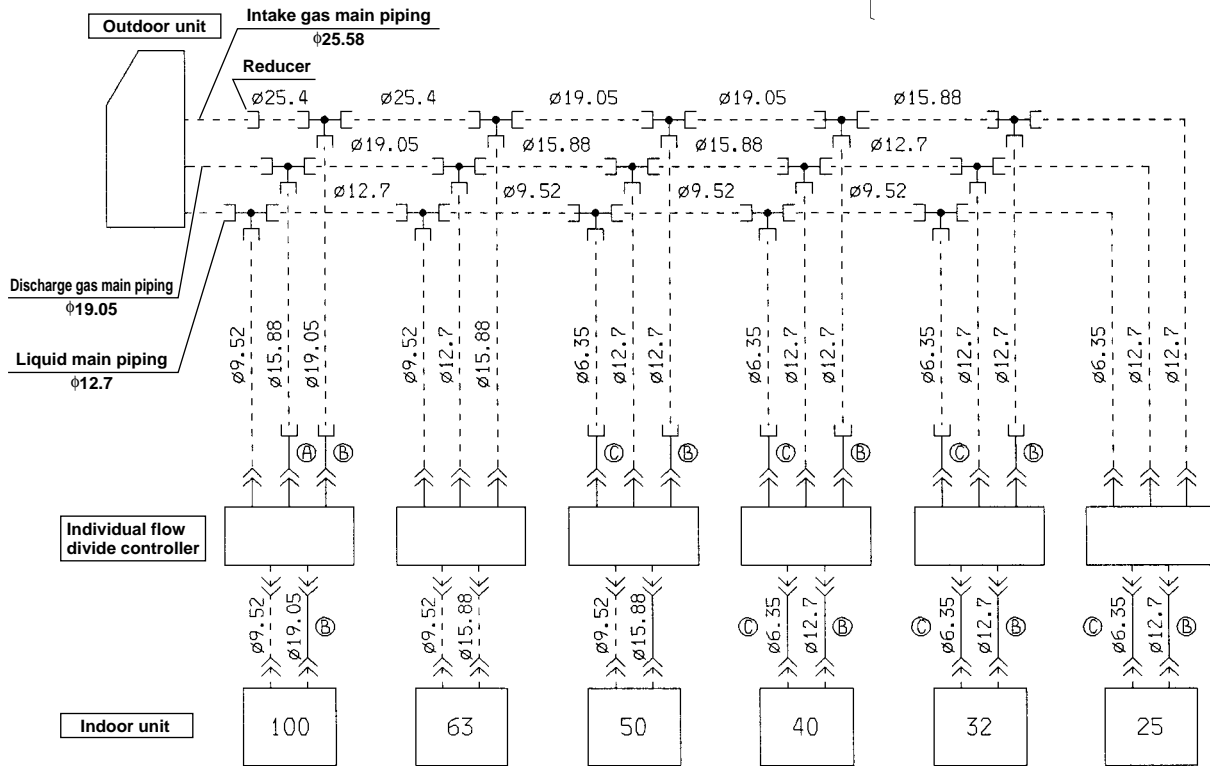 Outdoor unit
Intake gas main piping
ϕ25.58
Reducer
ø25.4 ø25.4 ø19.05 ø19.05 ø15.88
ø19.05 ø15.88 ø15.88 ø12.7
ø12.7 ø9.52 ø9.52 ø9.52
Discharge gas main piping
ϕ19.05
Liquid main piping
ϕ12.7
ø9.52 ø15.88 ø19.05 ø9.52 ø12.7 ø15.88 ø6.35 ø12.7 ø12.7 ø6.35 ø12.7 ø12.7 ø6.35 ø12.7 ø12.7 ø6.35 ø12.7 ø12.7
Ⓐ Ⓑ Ⓒ Ⓑ Ⓒ Ⓑ Ⓒ Ⓑ
Individual flow
divide controller
ø9.52 ø19.05 Ⓑ ø9.52 ø15.88 ø9.52 ø15.88 Ⓒ ø6.35 ø12.7 Ⓑ Ⓒ ø6.35 ø12.7 Ⓑ Ⓒ ø6.35 ø12.7 Ⓑ
Indoor unit
100 63 50 40 32 25